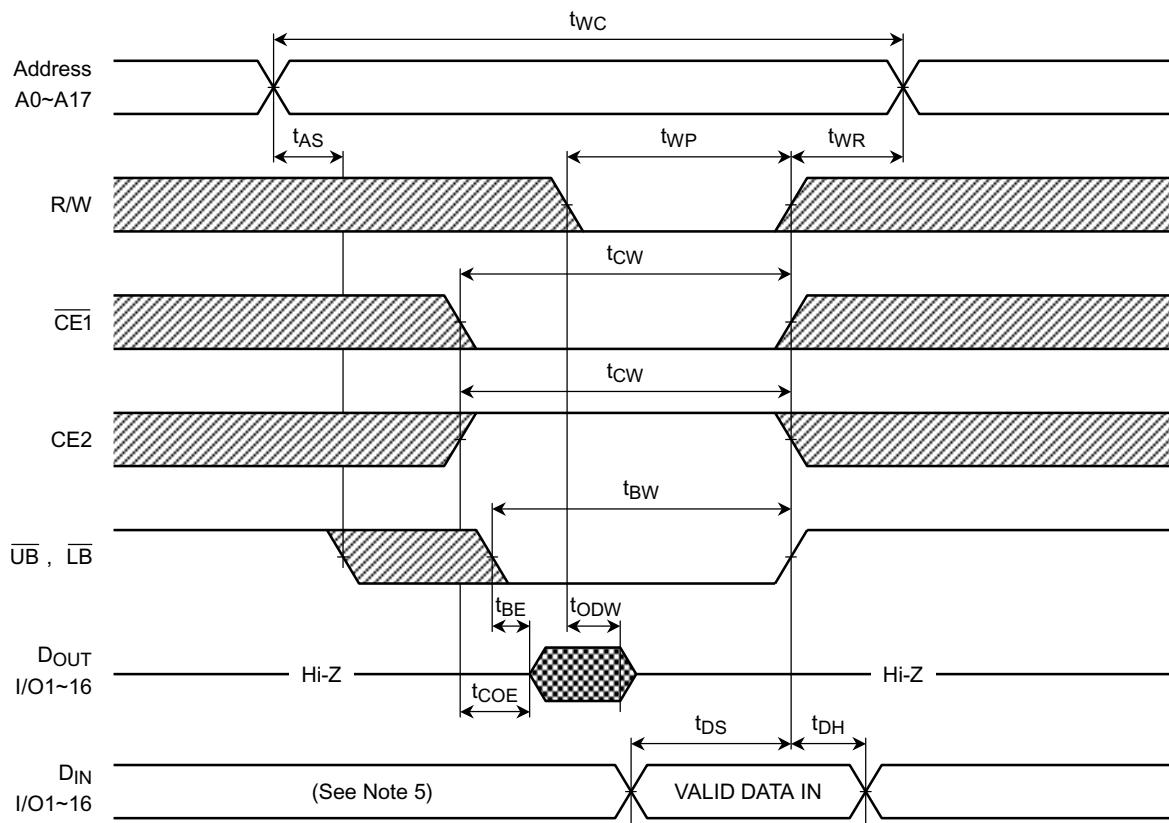 tWC
Address
A0~A17
tAS
tWP
tWR
R/W
tCW
CE1
tCW
CE2
tBW
UB , LB
tBE
tODW
DOUT
I/O1~16
Hi-Z
Hi-Z
tCOE
tDS
tDH
DIN
I/O1~16
(See Note 5)
VALID DATA IN